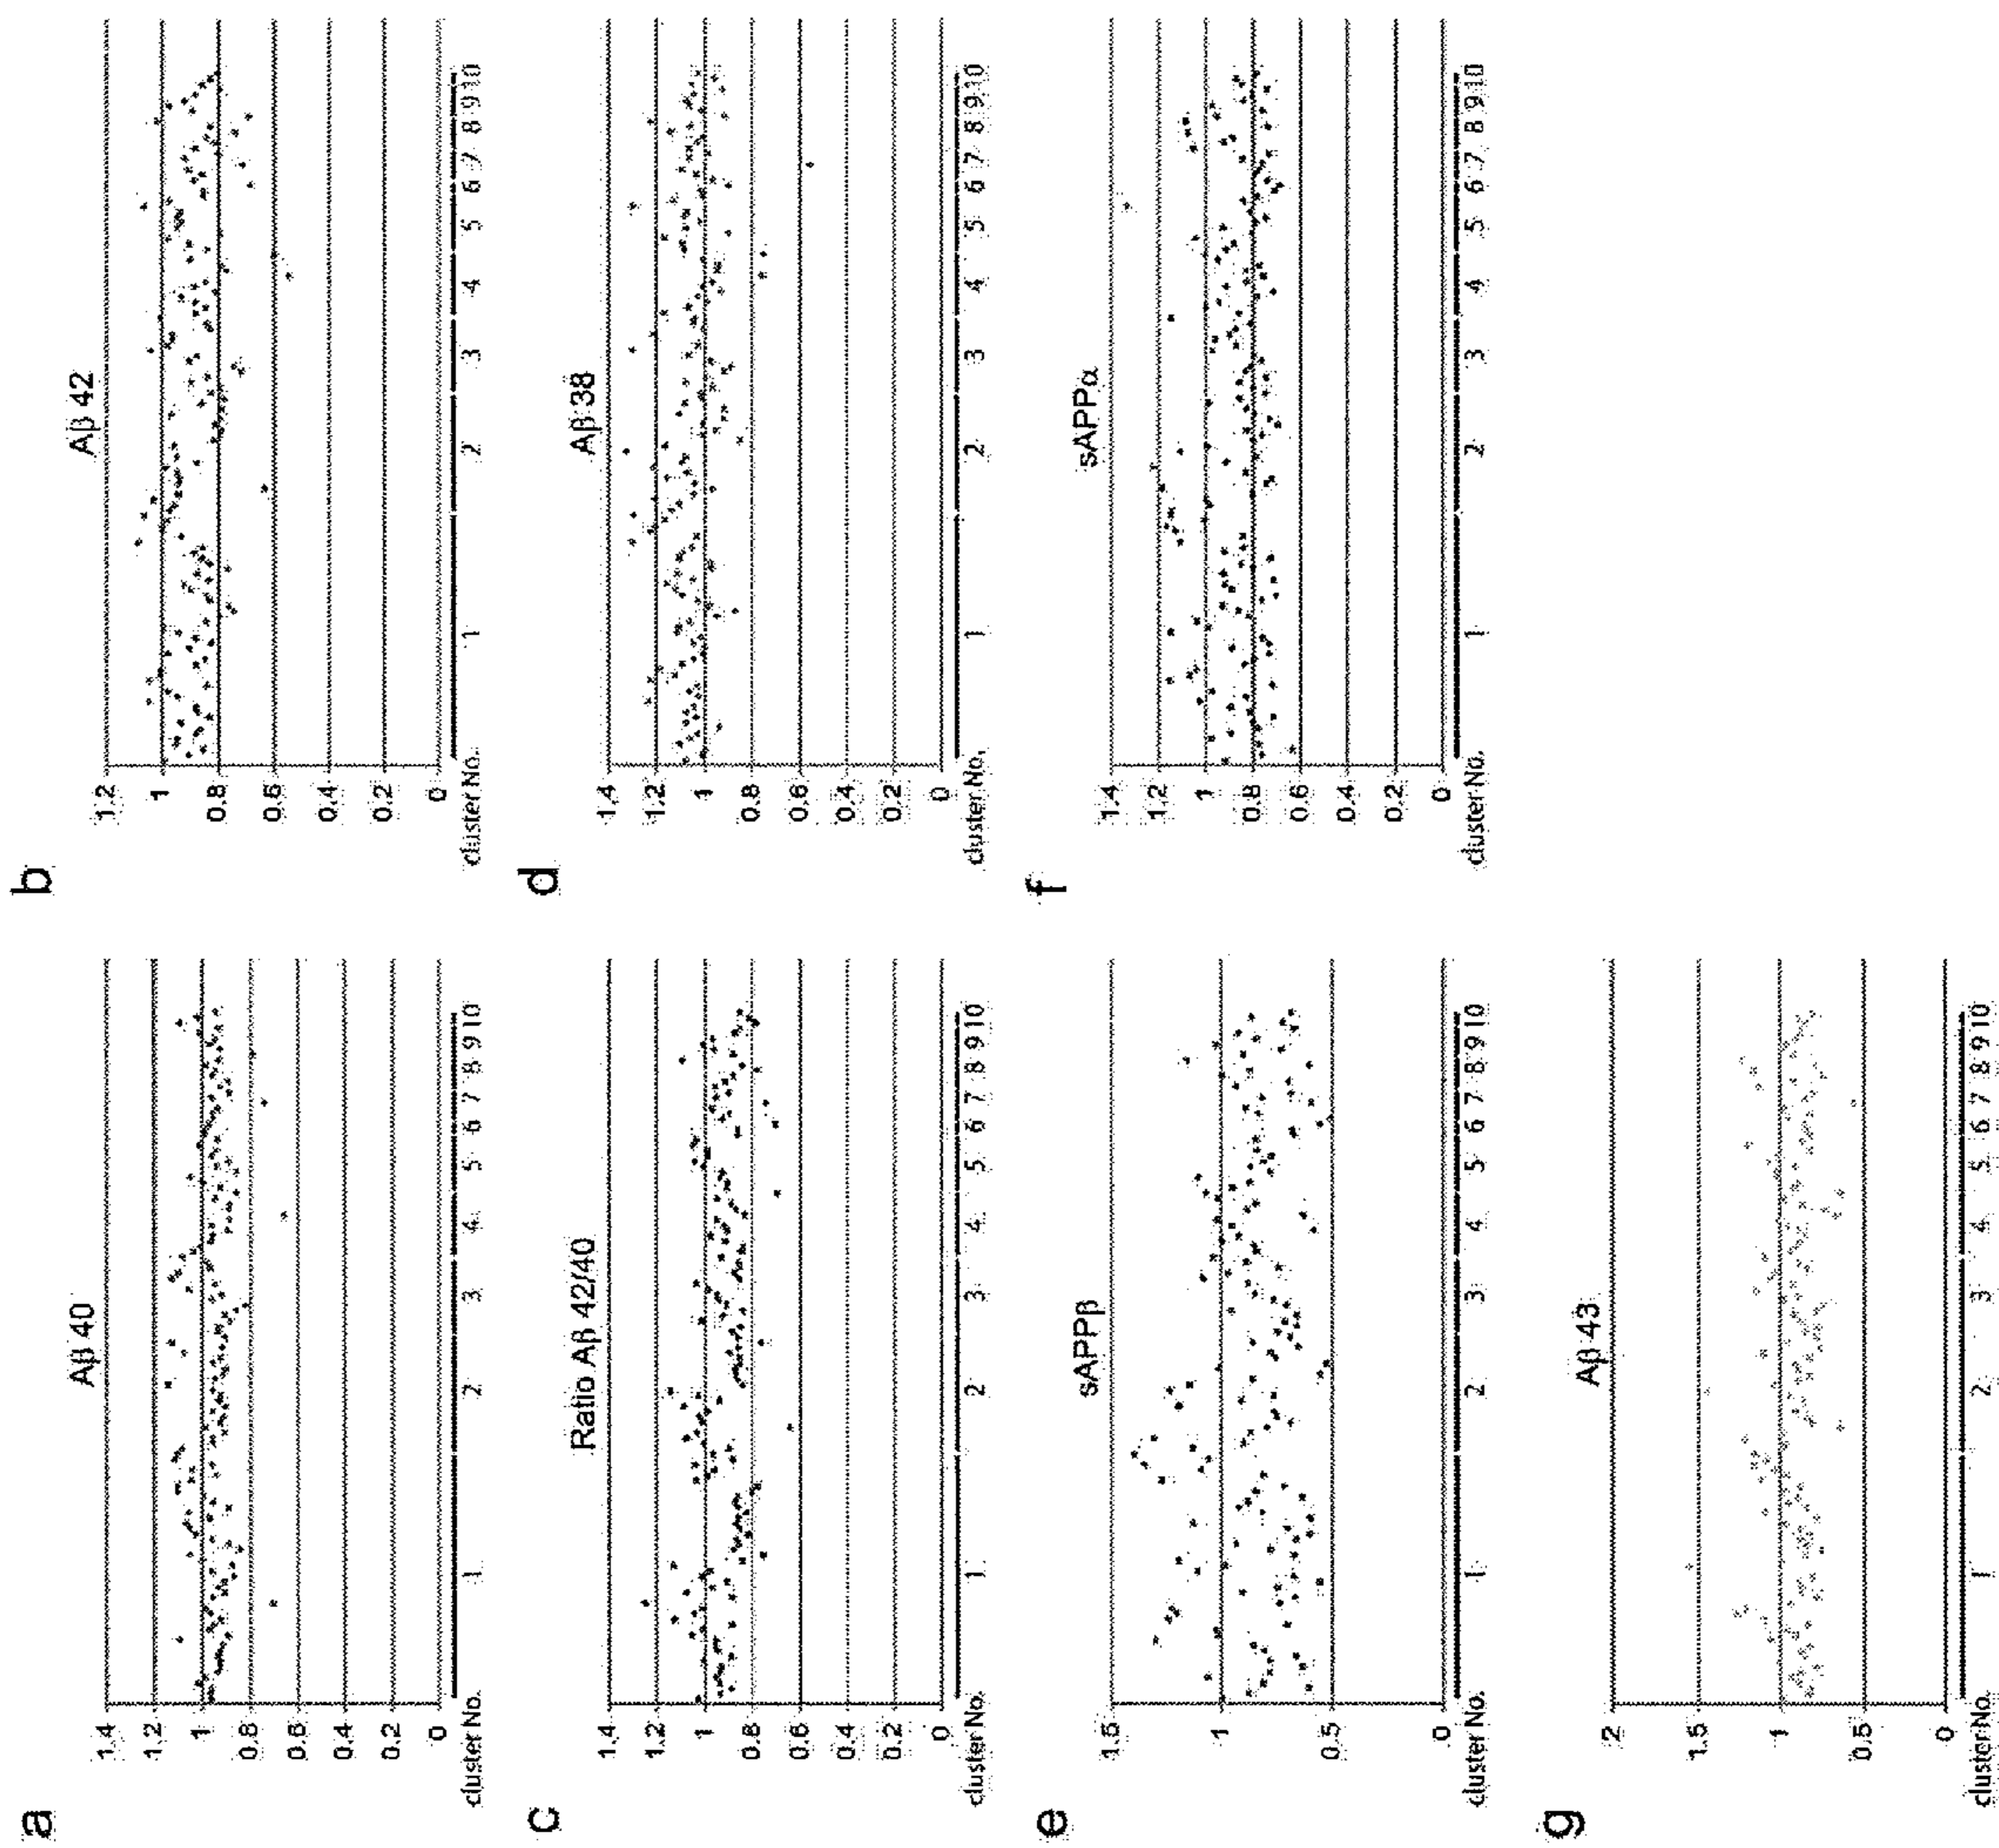 a
Aβ 40
1.4
1.2
1
0.8
0.6
0.4
0.2
0
cluster No.
1 2 3 4 5 6 7 8 9 10
b
Aβ 42
1.2
1
0.8
0.6
0.4
0.2
0
cluster No.
1 2 3 4 5 6 7 8 9 10
c
Ratio Aβ 42/40
1.4
1.2
1
0.8
0.6
0.4
0.2
0
cluster No.
1 2 3 4 5 6 7 8 9 10
d
Aβ 38
1.4
1.2
1
0.8
0.6
0.4
0.2
0
cluster No.
1 2 3 4 5 6 7 8 9 10
e
sAPPβ
1.5
1
0.5
0
cluster No.
1 2 3 4 5 6 7 8 9 10
f
sAPPα
1.4
1.2
1
0.8
0.6
0.4
0.2
0
cluster No.
1 2 3 4 5 6 7 8 9 10
g
Aβ 43
2
1.5
1
0.5
0
cluster No.
1 2 3 4 5 6 7 8 9 10